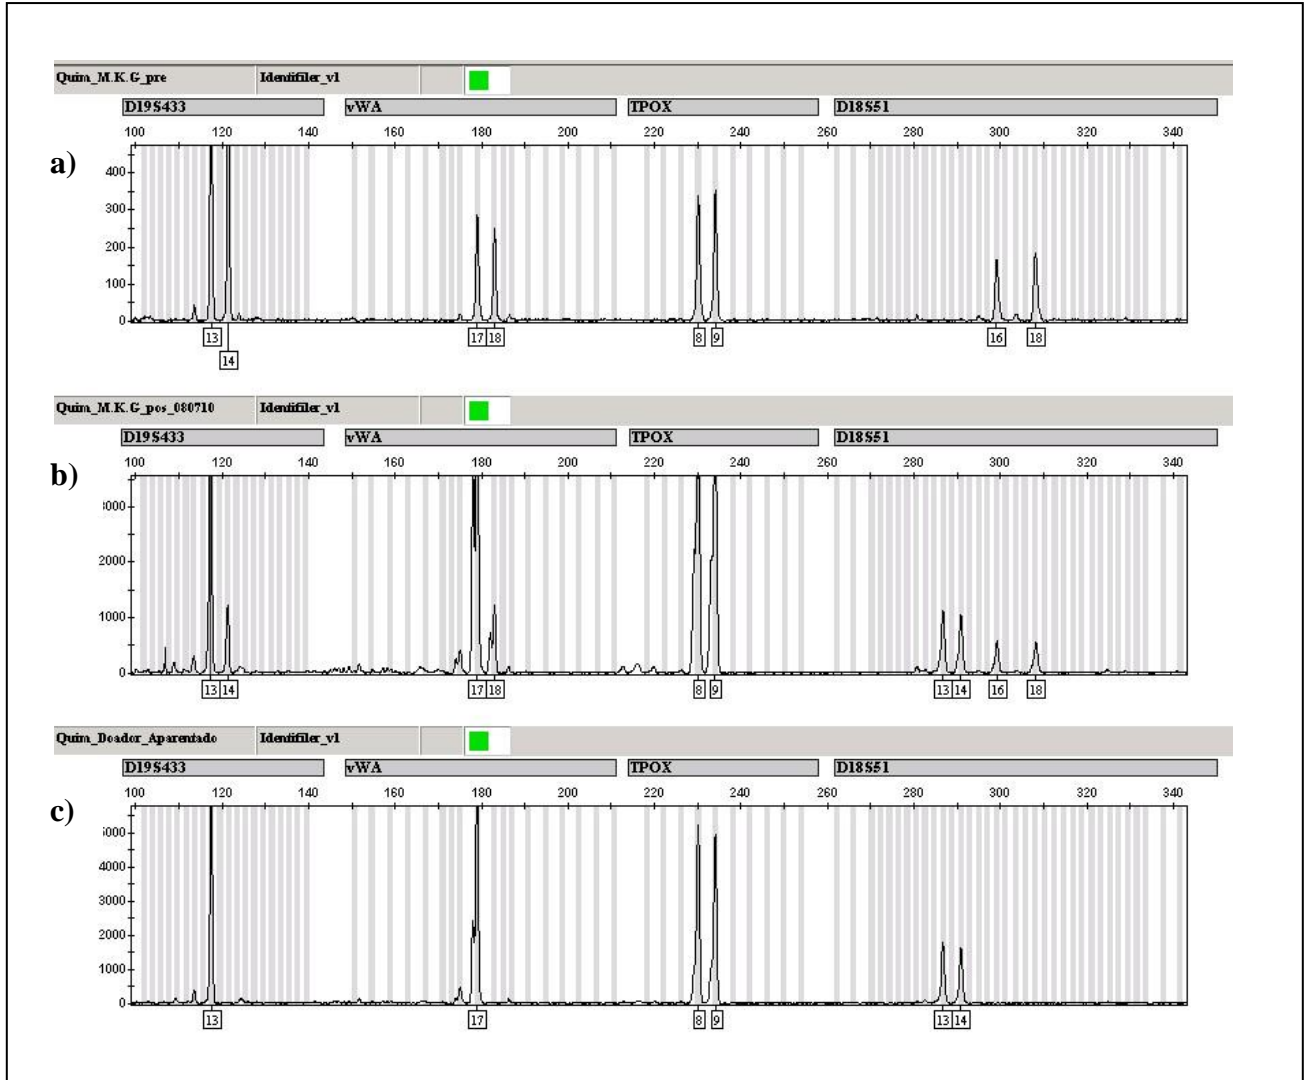 Quim_M.K.G_pre Identifiler_v1
D19S433 vWA TPOX D18S51
100 120 140 160 180 200 220 240 260 280 300 320 340
a)
400
300
200
100
0
13 17 18 8 9 16 18
14
Quim_M.K.G_pos_080710 Identifiler_v1
D19S433 vWA TPOX D18S51
100 120 140 160 180 200 220 240 260 280 300 320 340
b)
3000
2000
1000
0
13 14 17 18 8 9 13 14 16 18
Quim_Doador_Aparentado Identifiler_v1
D19S433 vWA TPOX D18S51
100 120 140 160 180 200 220 240 260 280 300 320 340
c)
5000
4000
3000
2000
1000
0
13 17 8 9 13 14